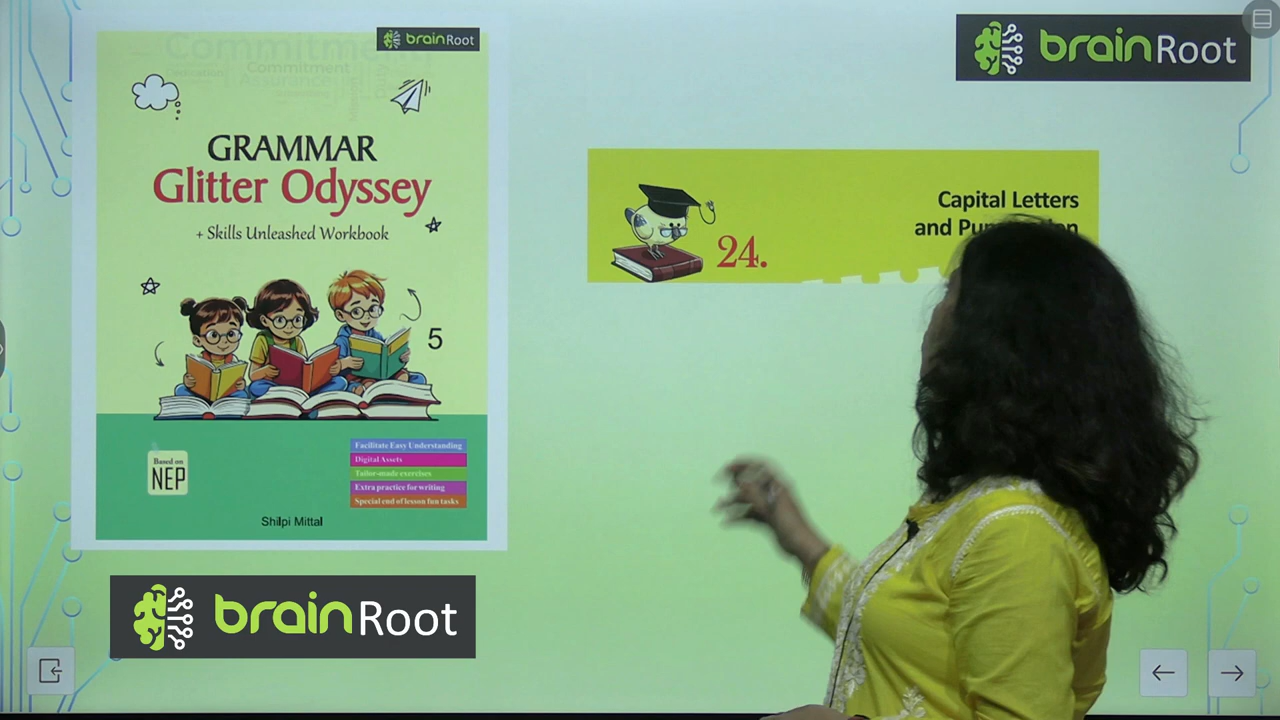 Commitment
Commitment
Assurance
brainRoot
GRAMMAR
Glitter Odyssey
+ Skills Unleashed Workbook
5
Based on
NEP
Facilitate Easy Understanding
Digital Assets
Tailor-made exercises
Extra practice for writing
Special end of lesson fun tasks
Shilpi Mittal
brainRoot
brainRoot
24.
Capital Letters
and